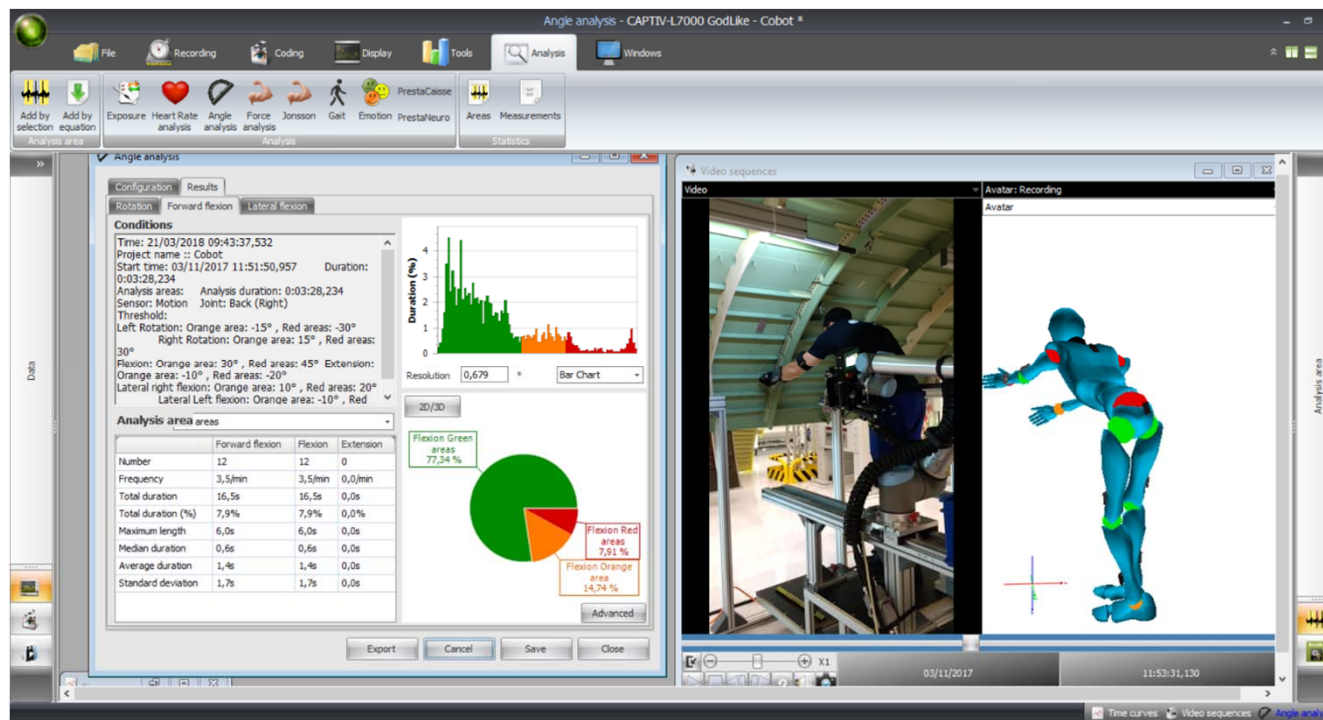 Angle analysis - CAPTIV-L7000 GodLike - Cobot *
File
Recording
Coding
Display
Tools
Analysis
Windows
Add by selection
Add by equation
Exposure
Heart Rate analysis
Angle analysis
Force analysis
Jonsson
Gait
Emotion
PrestaCaisse
PrestaNeuro
Areas
Measurements
Analysis area
Analysis
Statistics
Data
Angle analysis
Configuration
Results
Rotation
Forward flexion
Lateral flexion
Conditions
Time: 21/03/2018 09:43:37,532
Project name :: Cobot
Start time: 03/11/2017 11:51:50,957 Duration:
0:03:28,234
Analysis areas: Analysis duration: 0:03:28,234
Sensor: Motion Joint: Back (Right)
Threshold:
Left Rotation: Orange area: -15° , Red areas: -30°
Right Rotation: Orange area: 15° , Red areas:
30°
Flexion: Orange area: 30° , Red areas: 45° Extension:
Orange area: -10° , Red areas: -20°
Lateral right flexion: Orange area: 10° , Red areas: 20°
Lateral Left flexion: Orange area: -10° , Red
Analysis area areas
Forward flexion Flexion Extension
Number 12 12 0
Frequency 3,5/min 3,5/min 0,0/min
Total duration 16,5s 16,5s 0,0s
Total duration (%) 7,9% 7,9% 0,0%
Maximum length 6,0s 6,0s 0,0s
Median duration 0,6s 0,6s 0,0s
Average duration 1,4s 1,4s 0,0s
Standard deviation 1,7s 1,7s 0,0s
Duration (%)
4
3
2
1
0
Resolution 0,679 ° Bar Chart
2D/3D
Flexion Green
areas
77,34 %
Flexion Red
areas
7,91 %
Flexion Orange
area
14,74 %
Advanced
Export
Cancel
Save
Close
Video sequences
Video
Avatar: Recording
Avatar
X1
03/11/2017
11:53:31,130
Analysis area
Time curves
Video sequences
Angle analy